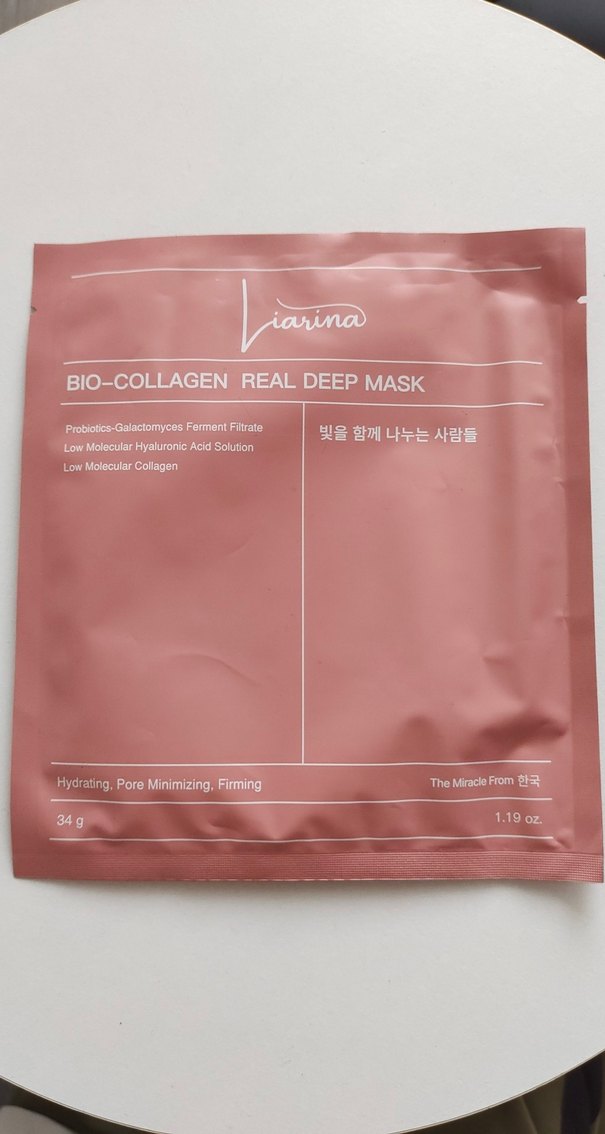 Liarina
BIO-COLLAGEN REAL DEEP MASK
Probiotics-Galactomyces Ferment Filtrate
Low Molecular Hyaluronic Acid Solution
Low Molecular Collagen
빛을 함께 나누는 사람들
Hydrating, Pore Minimizing, Firming
The Miracle From 한국
34 g
1.19 oz.